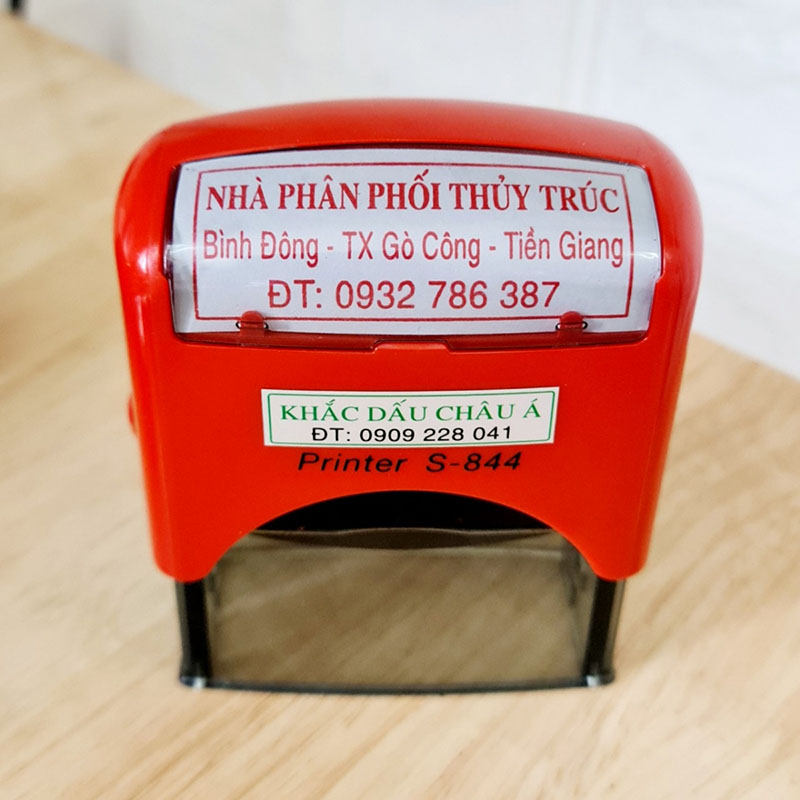 NHÀ PHÂN PHỐI THỦY TRÚC
Bình Đông - TX Gò Công - Tiền Giang
ĐT: 0932 786 387
KHẮC DẤU CHÂU Á
ĐT: 0909 228 041
Printer S-844